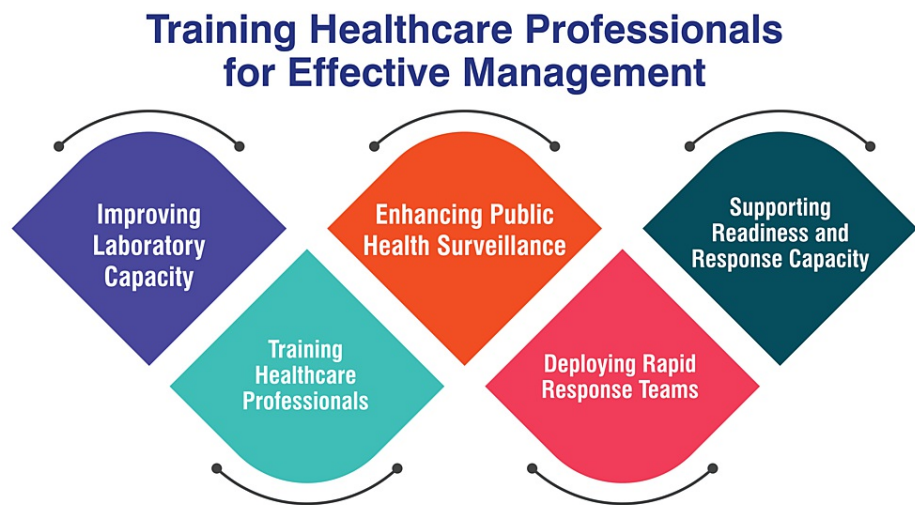 Training Healthcare Professionals
for Effective Management
Improving
Laboratory
Capacity
Training
Healthcare
Professionals
Enhancing Public
Health Surveillance
Deploying Rapid
Response Teams
Supporting
Readiness and
Response Capacity